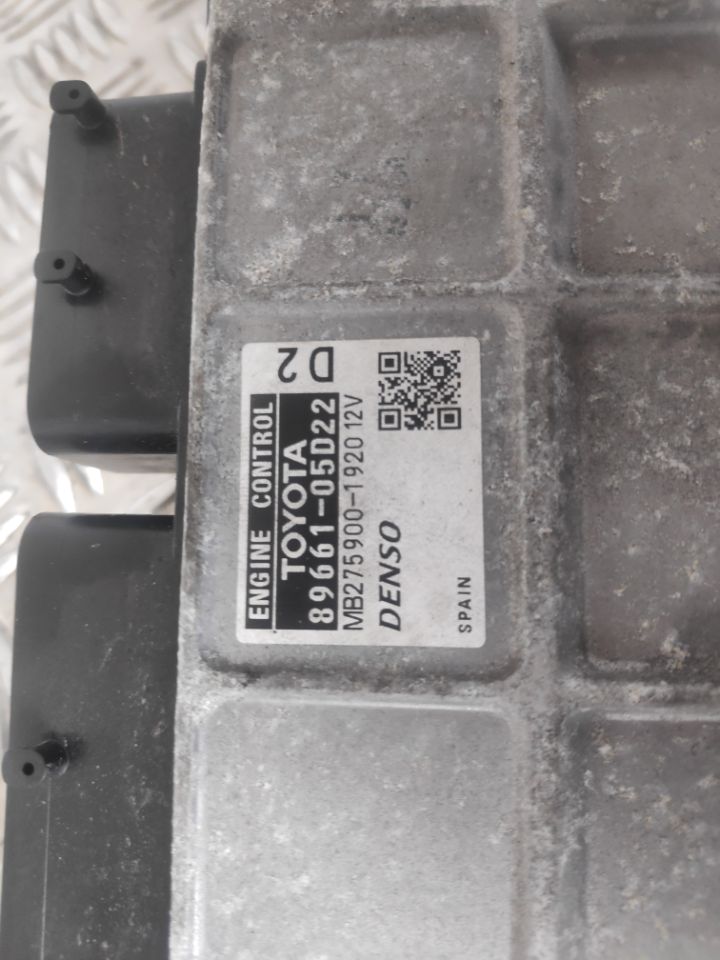 ENGINE CONTROL
TOYOTA
89661-05D22
MB275900-1920 12V
DENSO
SPAIN
D2